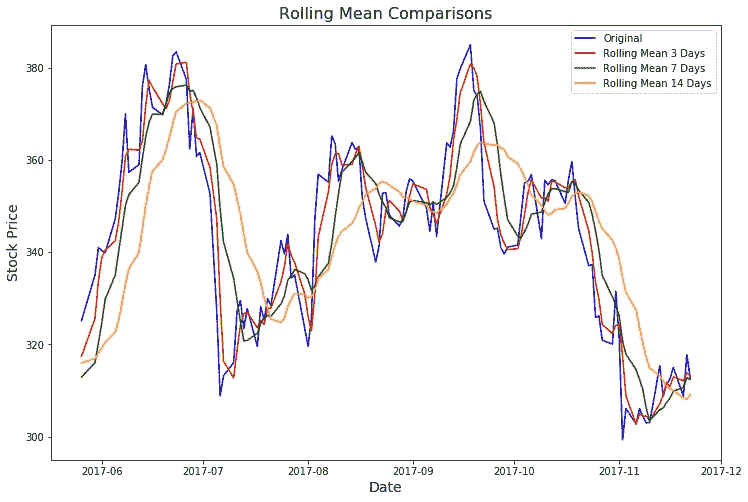 Rolling Mean Comparisons
Original
Rolling Mean 3 Days
Rolling Mean 7 Days
Rolling Mean 14 Days
380
360
340
320
300
Stock Price
2017-06 2017-07 2017-08 2017-09 2017-10 2017-11 2017-12
Date